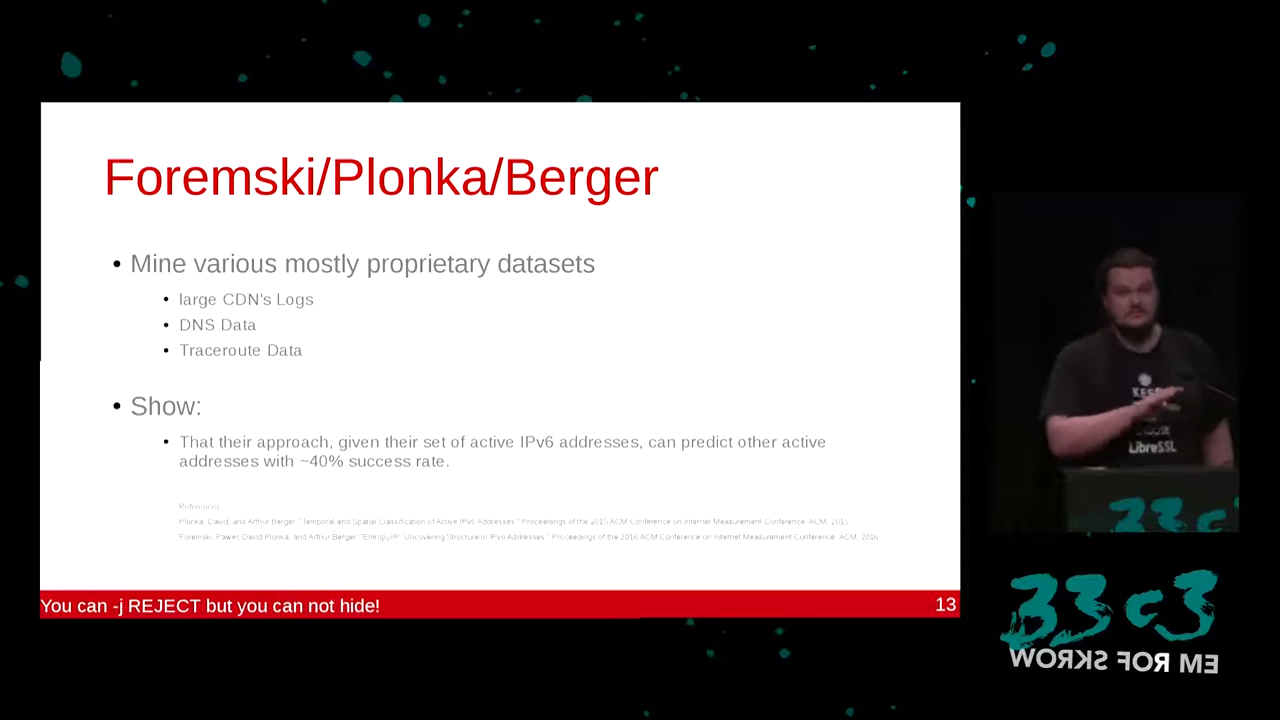 Foremski/Plonka/Berger
Mine various mostly proprietary datasets
large CDN's Logs
DNS Data
Traceroute Data
Show:
That their approach, given their set of active IPv6 addresses, can predict other active
addresses with ~40% success rate.
References:
Plonka, David, and Arthur Berger. "Temporal and Spatial Classification of Active IPv6 Addresses." Proceedings of the 2015 ACM Conference on Internet Measurement Conference. ACM, 2015.
Foremski, Pawel, David Plonka, and Arthur Berger. "Entropy/IP: Uncovering Structure in IPv6 Addresses." Proceedings of the 2016 ACM Conference on Internet Measurement Conference. ACM, 2016.
You can -j REJECT but you can not hide!
13
LibreSSL
33c3
33c3
WORKS FOR ME